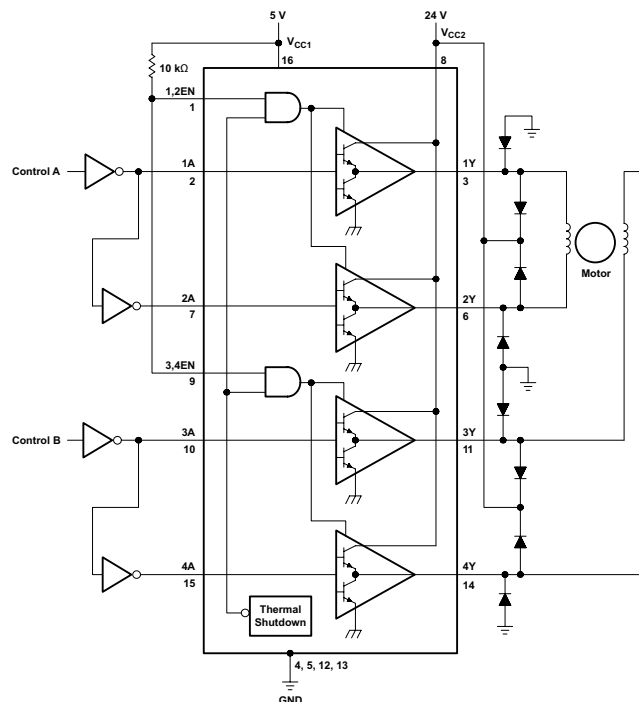 5 V
24 V
VCC1
VCC2
16
8
10 kΩ
1,2EN
1
Control A
1A
2
1Y
3
Motor
2A
7
2Y
6
3,4EN
9
Control B
3A
10
3Y
11
4A
15
4Y
14
Thermal
Shutdown
4, 5, 12, 13
GND